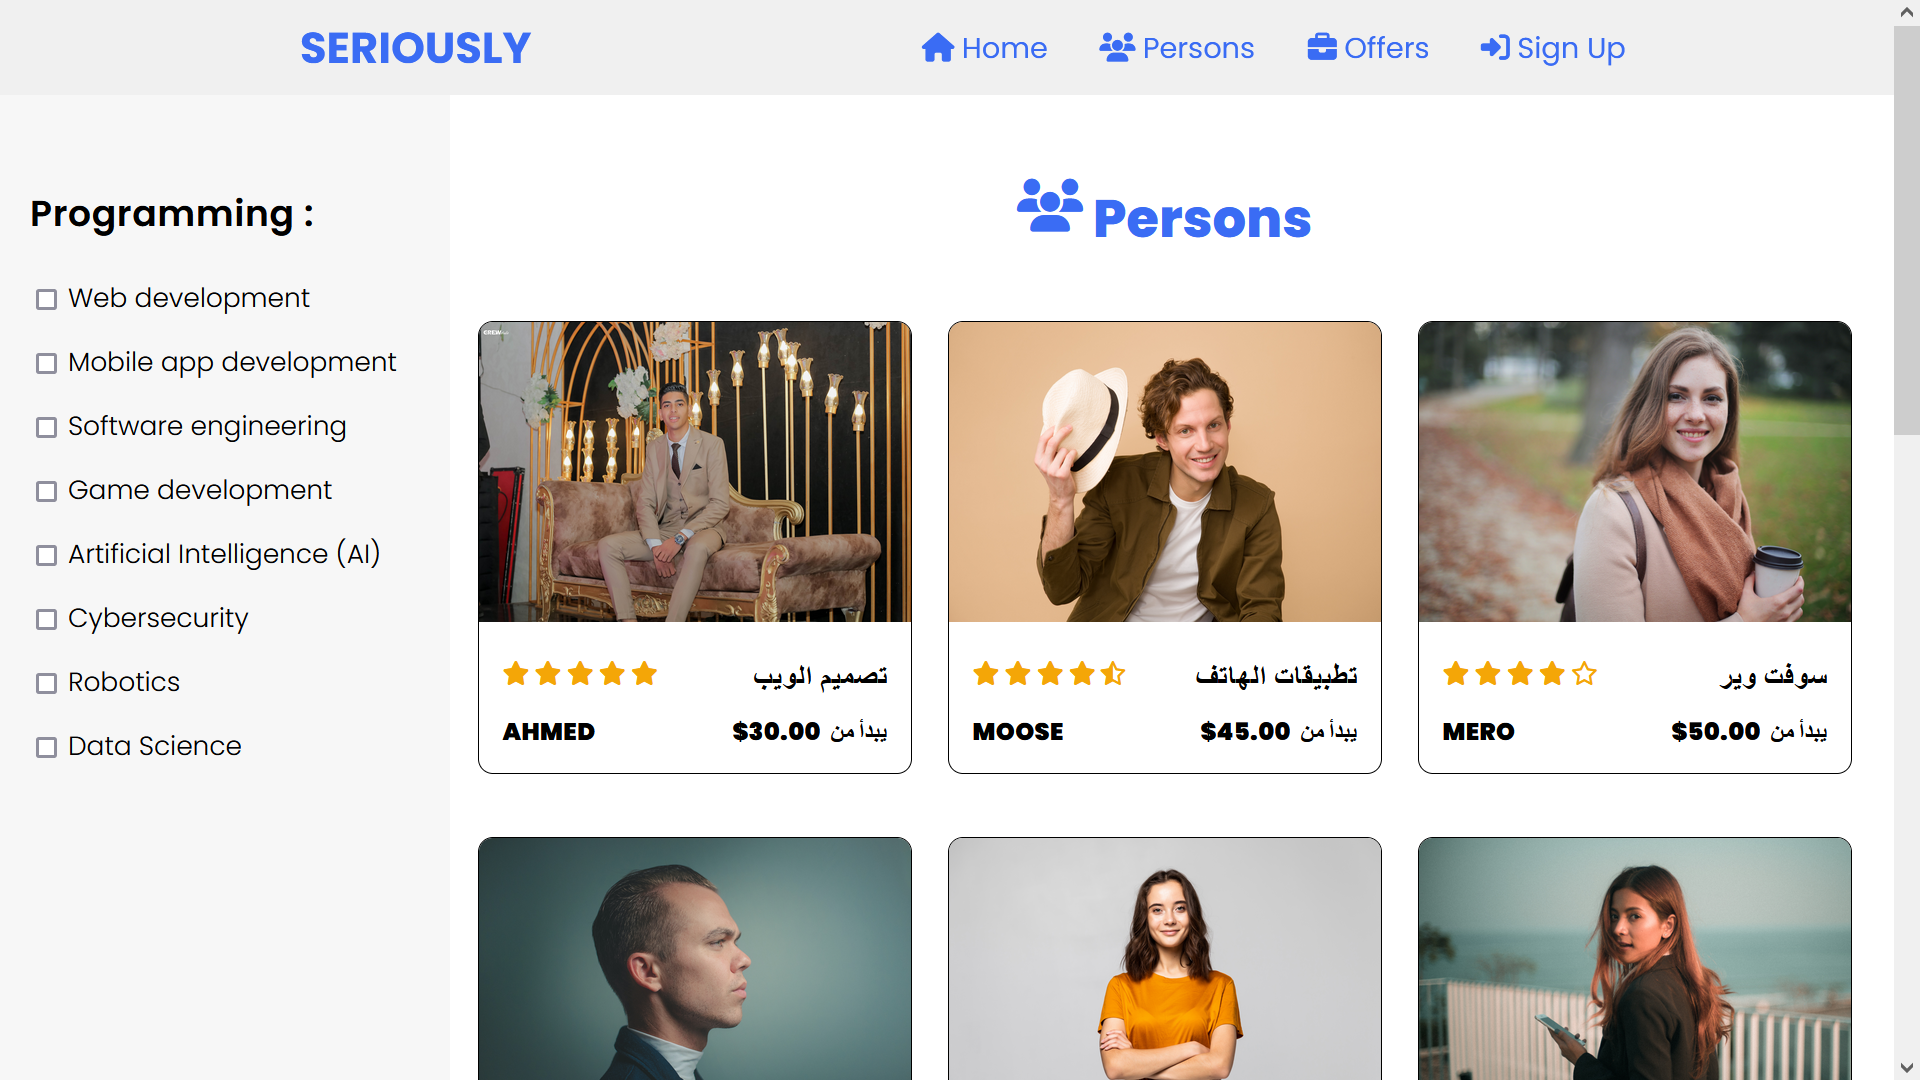 SERIOUSLY
Home
Persons
Offers
Sign Up
Programming :
Web development
Mobile app development
Software engineering
Game development
Artificial Intelligence (AI)
Cybersecurity
Robotics
Data Science
Persons
تصميم الويب
AHMED
يبدأ من $30.00
تطبيقات الهاتف
MOOSE
يبدأ من $45.00
سوفت وير
MERO
يبدأ من $50.00